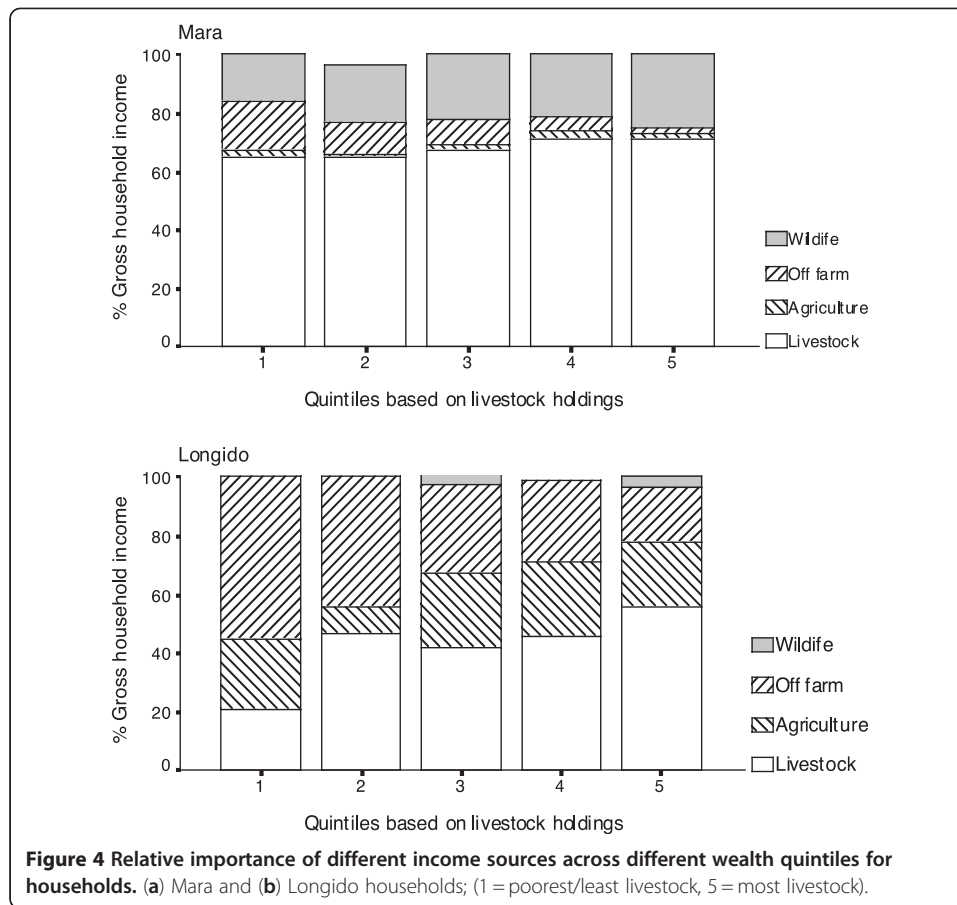 Mara
100
80
60
40
20
0
% Gross household income
1 2 3 4 5
Quintiles based on livestock holdings
Wildife
Off farm
Agriculture
Livestock
Longido
100
80
60
40
20
0
% Gross household income
1 2 3 4 5
Quintiles based on livestock holdings
Wildife
Off farm
Agriculture
Livestock
Figure 4 Relative importance of different income sources across different wealth quintiles for
households. (a) Mara and (b) Longido households; (1 = poorest/least livestock, 5 = most livestock).